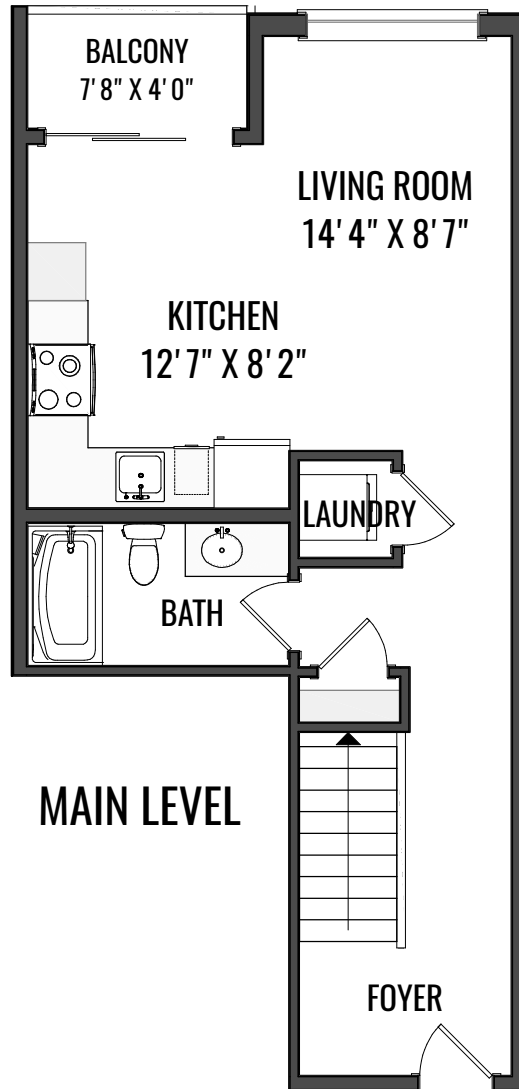 BALCONY
7'8" X 4'0"
LIVING ROOM
14'4" X 8'7"
KITCHEN
12'7" X 8'2"
LAUNDRY
BATH
MAIN LEVEL
FOYER